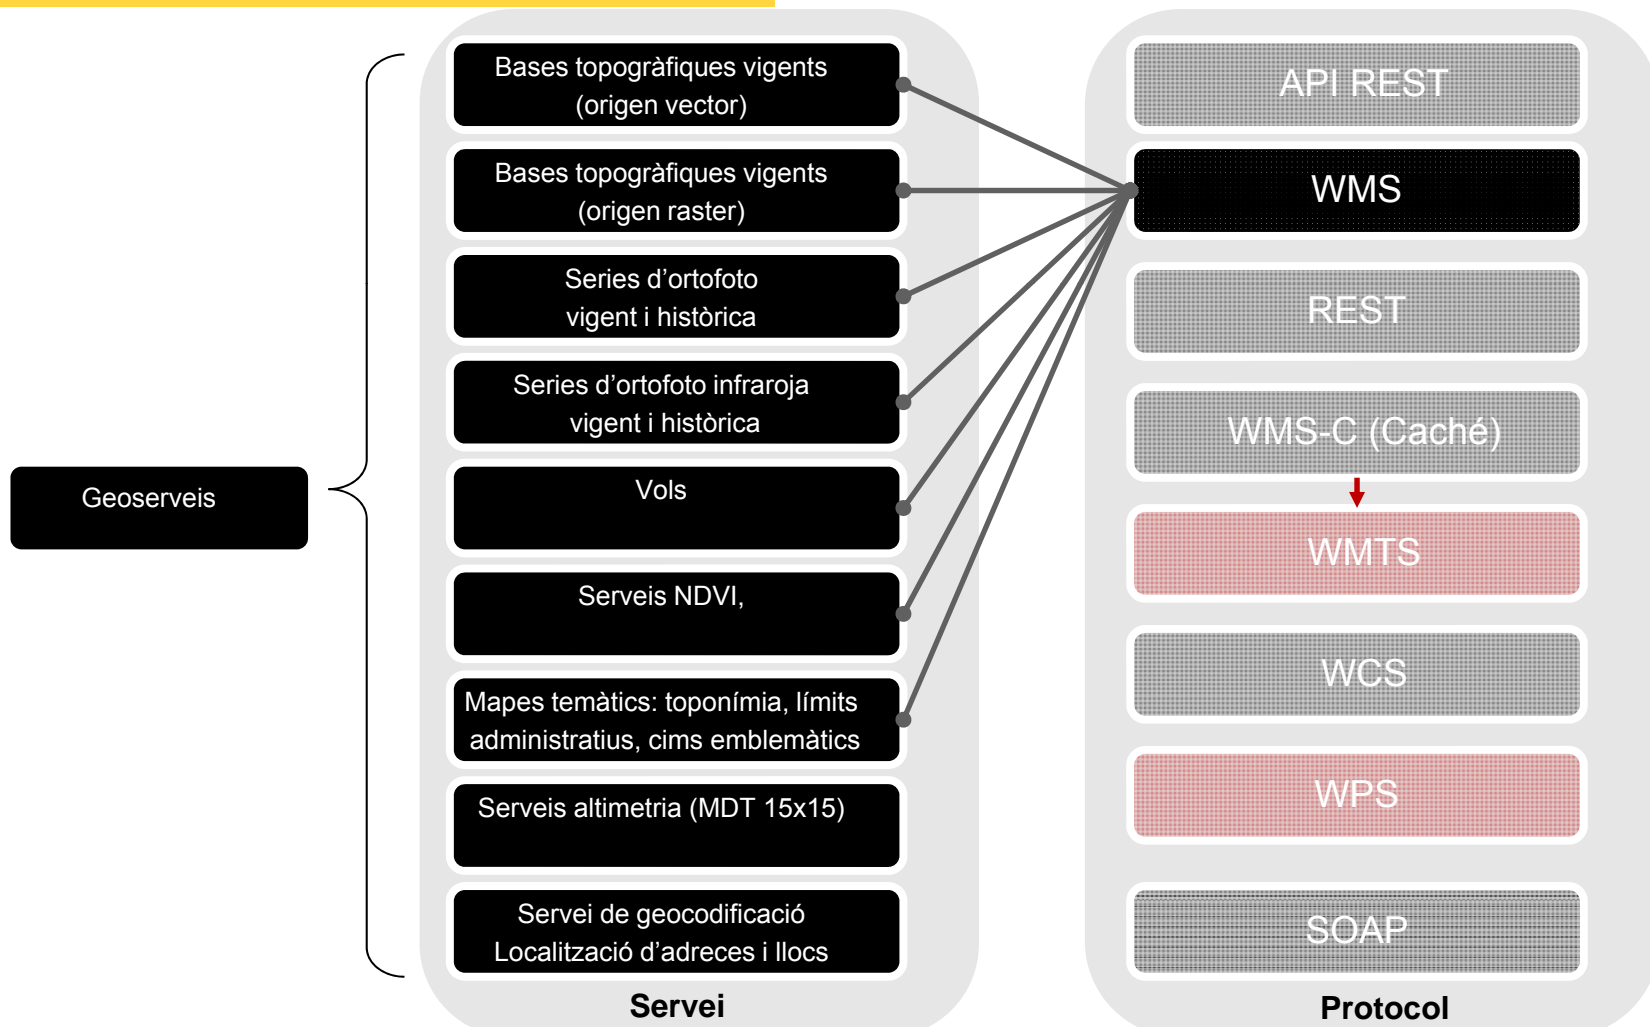 Geoserveis
Bases topogràfiques vigents
(origen vector)
Bases topogràfiques vigents
(origen raster)
Series d’ortofoto
vigent i històrica
Series d’ortofoto infraroja
vigent i històrica
Vols
Serveis NDVI,
Mapes temàtics: toponímia, límits
administratius, cims emblemàtics
Serveis altimetria (MDT 15x15)
Servei de geocodificació
Localització d’adreces i llocs
Servei
API REST
WMS
REST
WMS-C (Caché)
WMTS
WCS
WPS
SOAP
Protocol